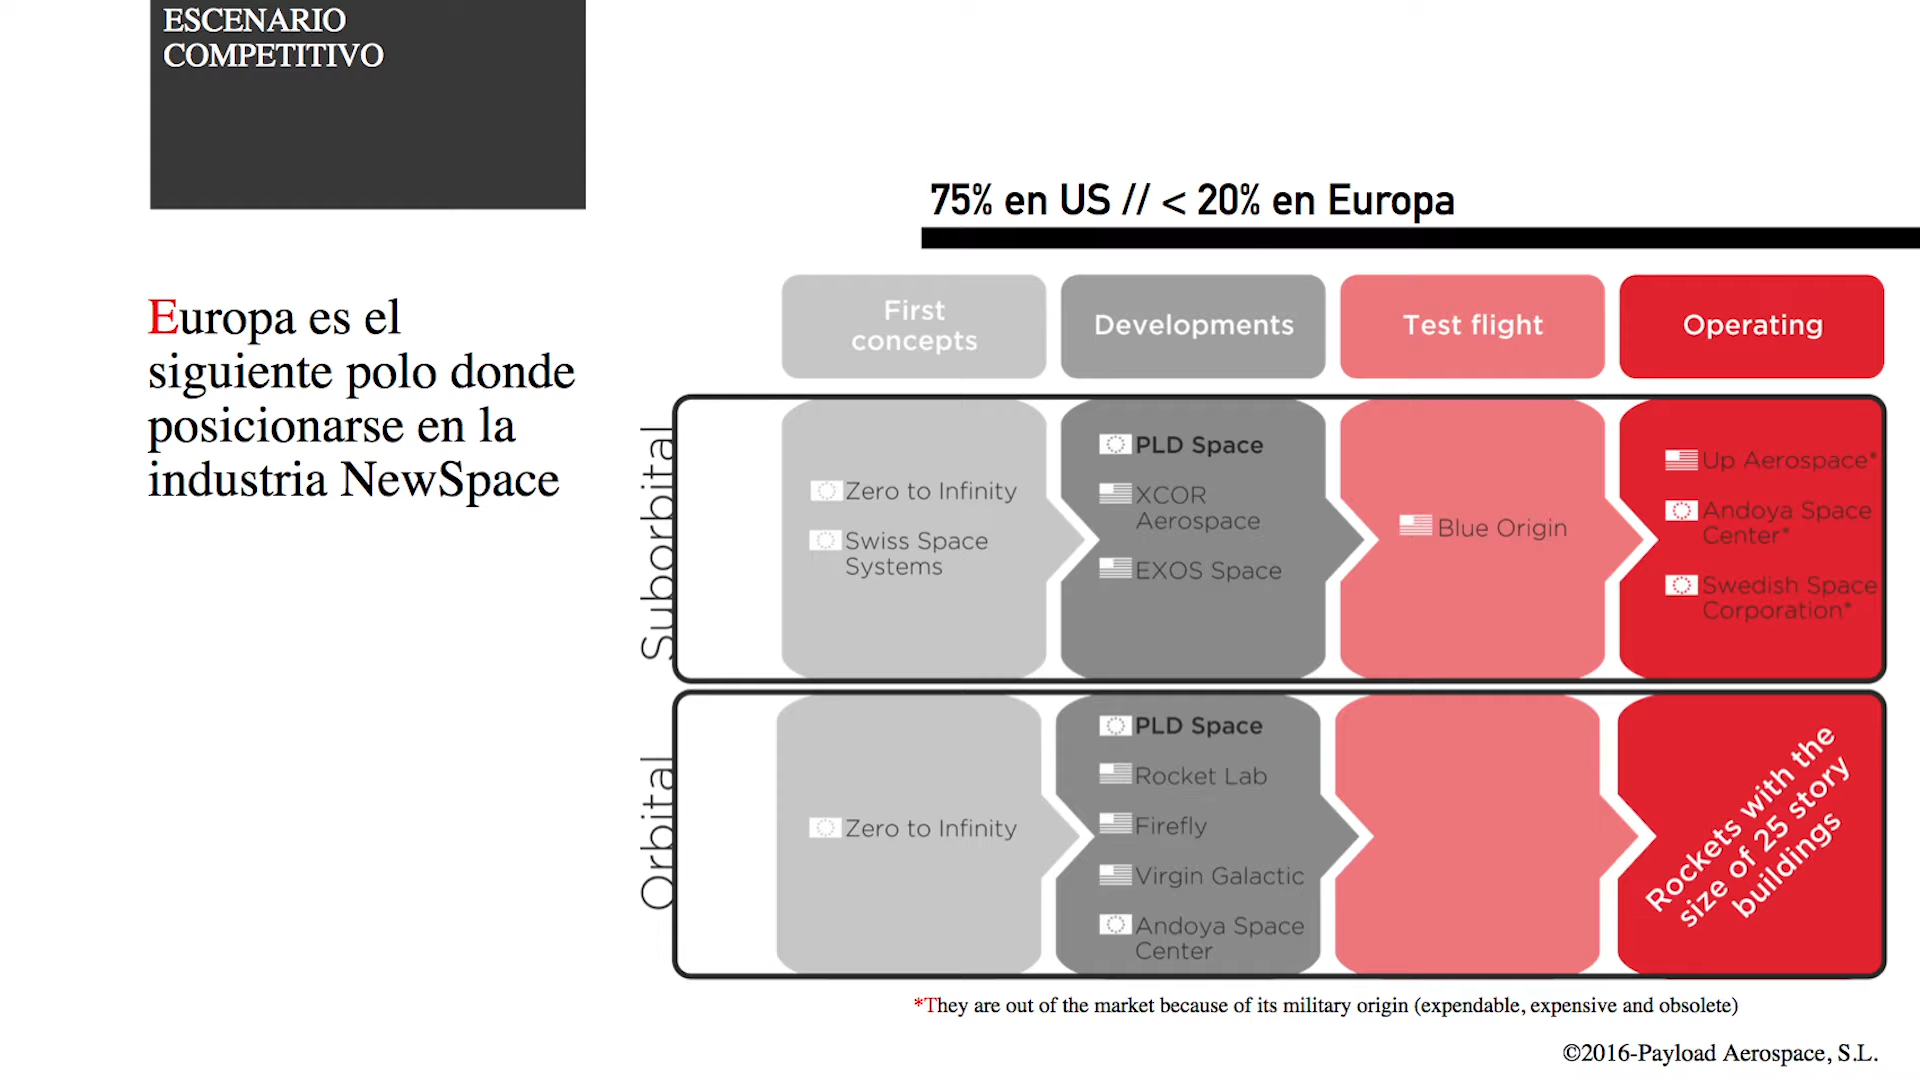 ESCENARIO
COMPETITIVO
75% en US // < 20% en Europa
Europa es el
siguiente polo donde
posicionarse en la
industria NewSpace
First
concepts
Developments
Test flight
Operating
Suborbital
Zero to Infinity
Swiss Space
Systems
PLD Space
XCOR
Aerospace
EXOS Space
Blue Origin
Up Aerospace*
Andoya Space
Center*
Swedish Space
Corporation*
Orbital
Zero to Infinity
PLD Space
Rocket Lab
Firefly
Virgin Galactic
Andoya Space
Center
Rockets with the
size of 25 story
buildings
*They are out of the market because of its military origin (expendable, expensive and obsolete)
©2016-Payload Aerospace, S.L.